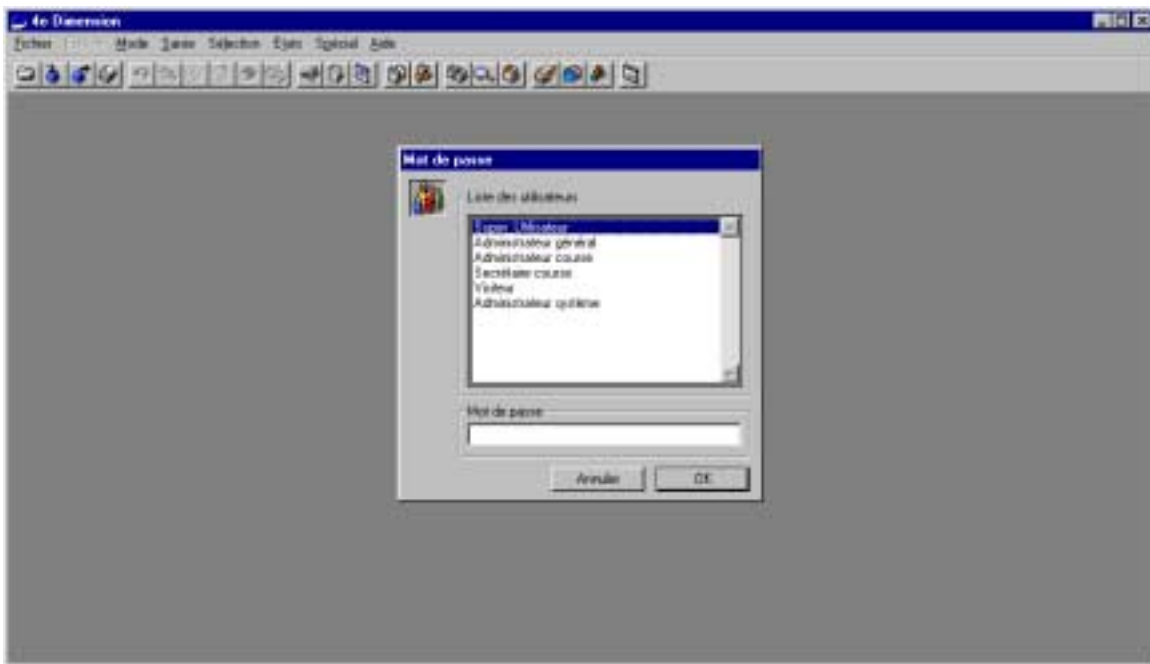 4e Dimension
Fichier Mode Saisie Sélection Etats Spécial Aide
Mot de passe
Liste des utilisateurs
Super_Utilisateur
Administrateur général
Administrateur course
Secrétaire course
Visiteur
Administrateur système
Mot de passe
Annuler OK